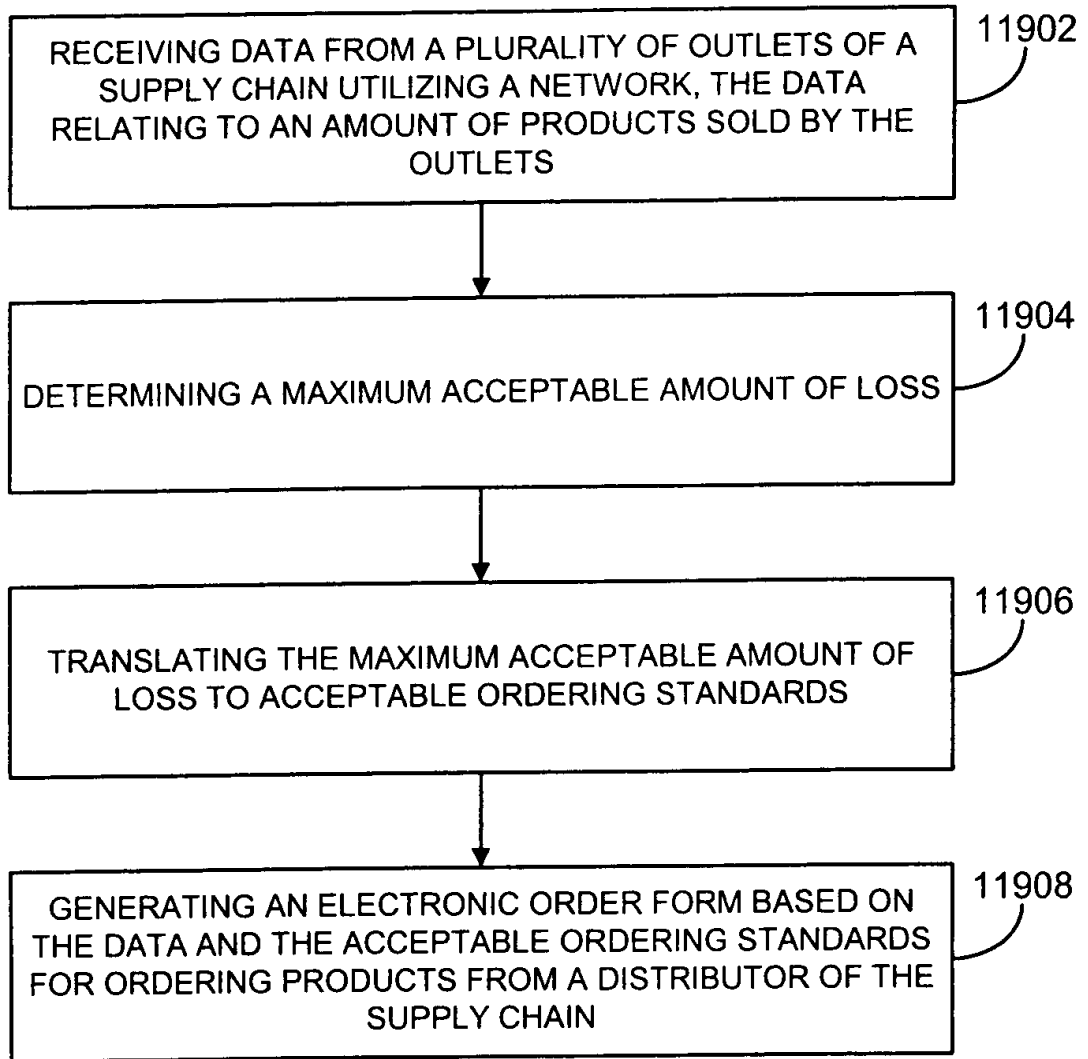 RECEIVING DATA FROM A PLURALITY OF OUTLETS OF A
SUPPLY CHAIN UTILIZING A NETWORK, THE DATA
RELATING TO AN AMOUNT OF PRODUCTS SOLD BY THE
OUTLETS
11902
DETERMINING A MAXIMUM ACCEPTABLE AMOUNT OF LOSS
11904
TRANSLATING THE MAXIMUM ACCEPTABLE AMOUNT OF
LOSS TO ACCEPTABLE ORDERING STANDARDS
11906
GENERATING AN ELECTRONIC ORDER FORM BASED ON
THE DATA AND THE ACCEPTABLE ORDERING STANDARDS
FOR ORDERING PRODUCTS FROM A DISTRIBUTOR OF THE
SUPPLY CHAIN
11908